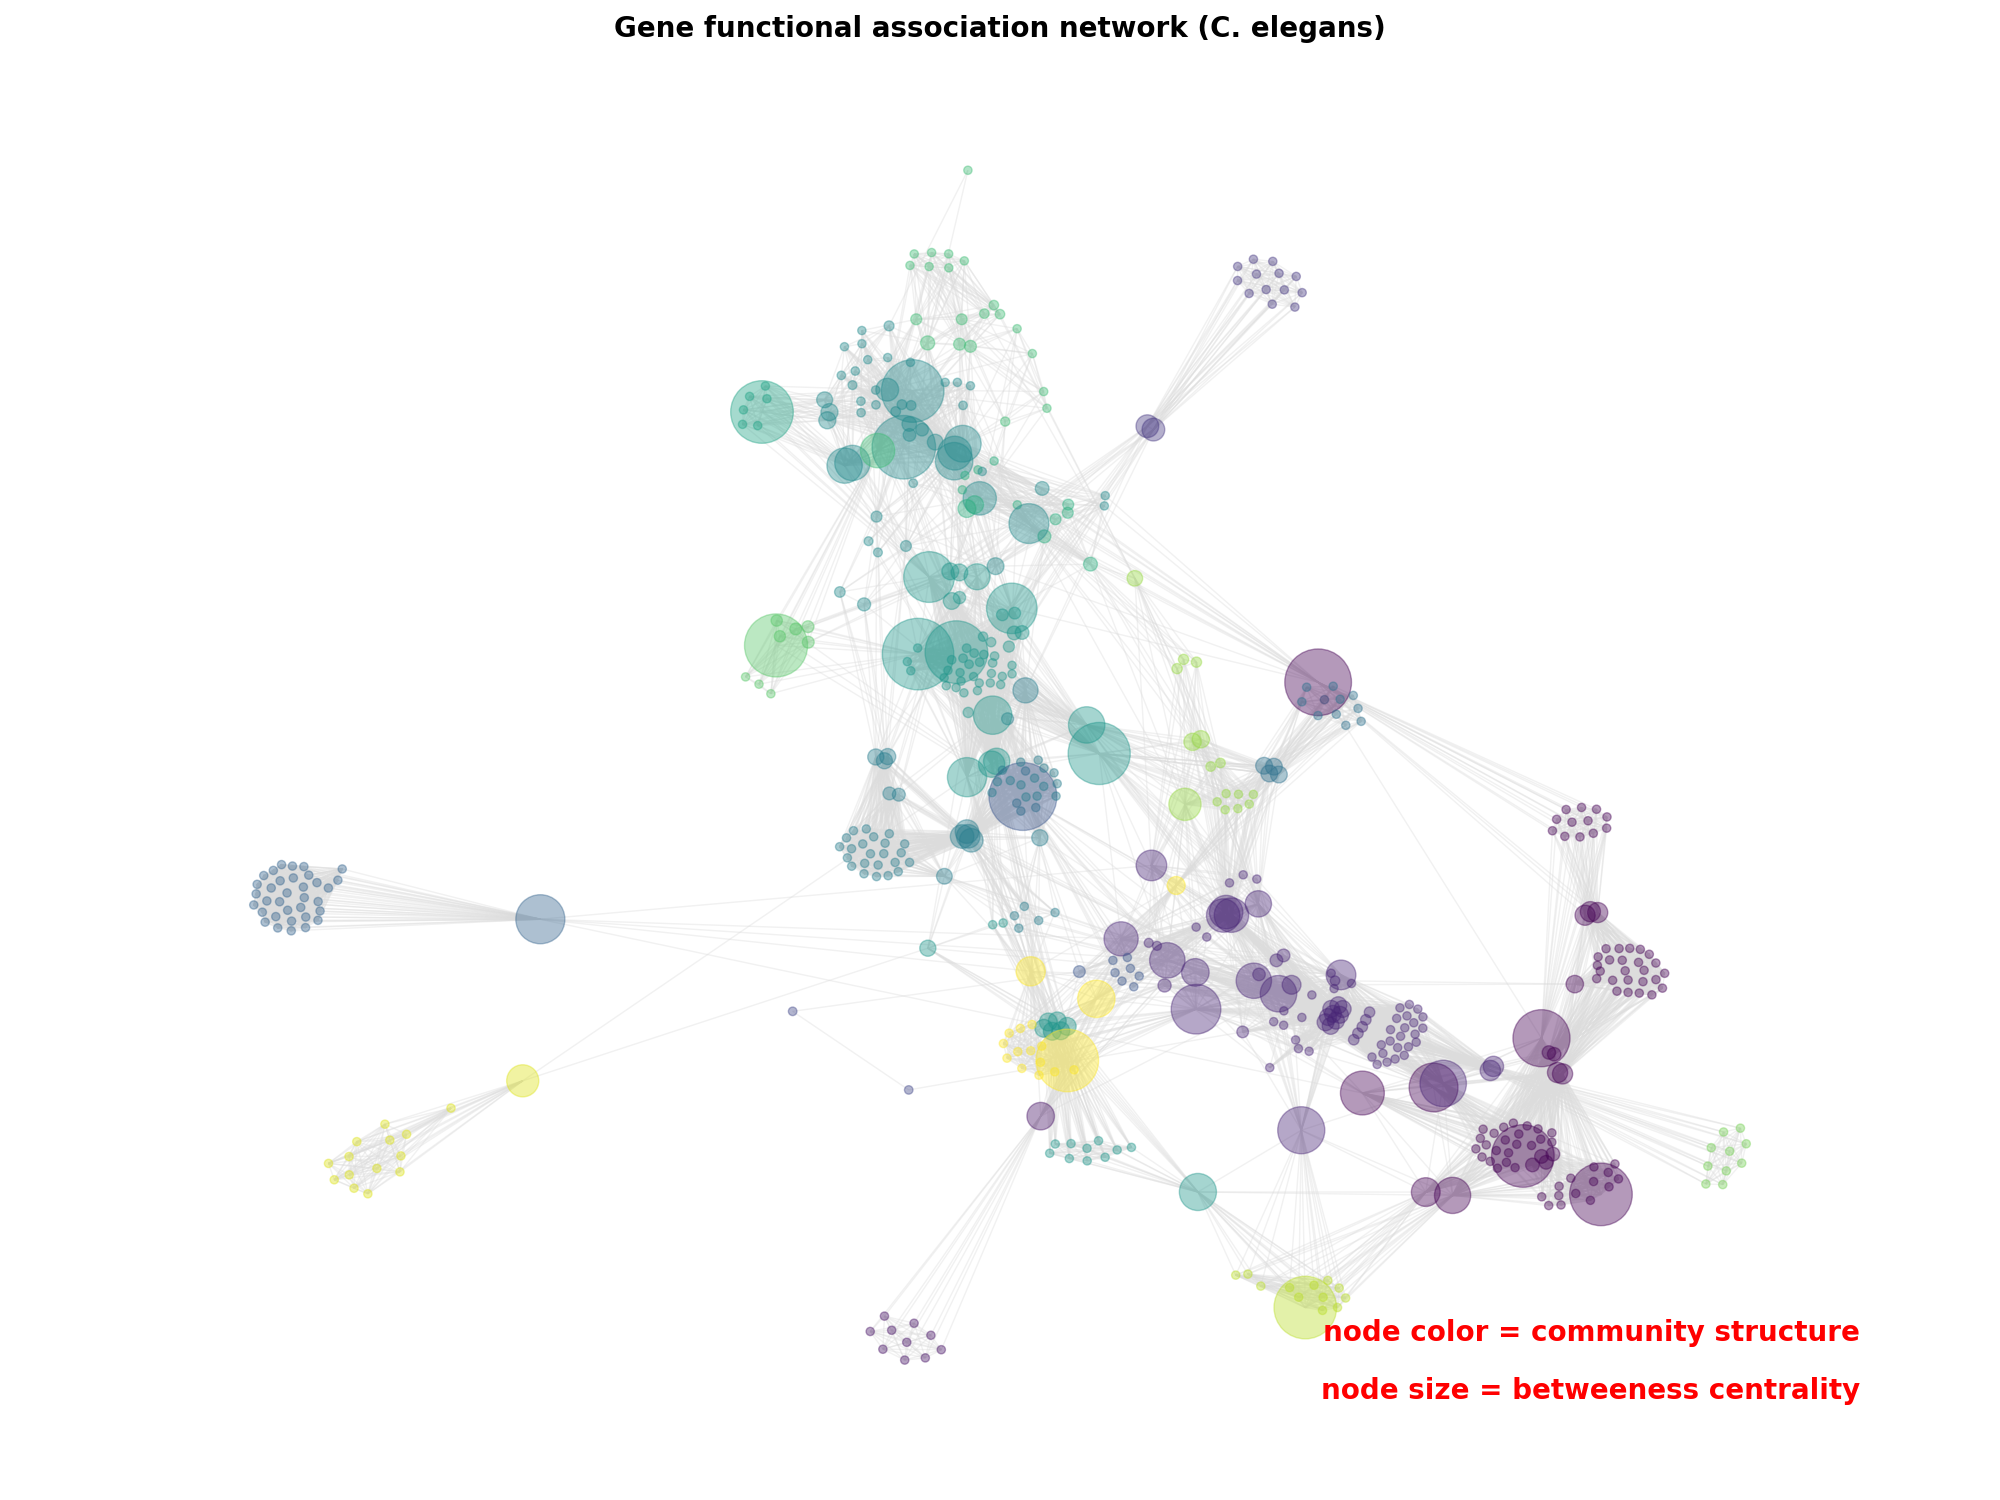 Gene functional association network (C. elegans)
node color = community structure
node size = betweeness centrality